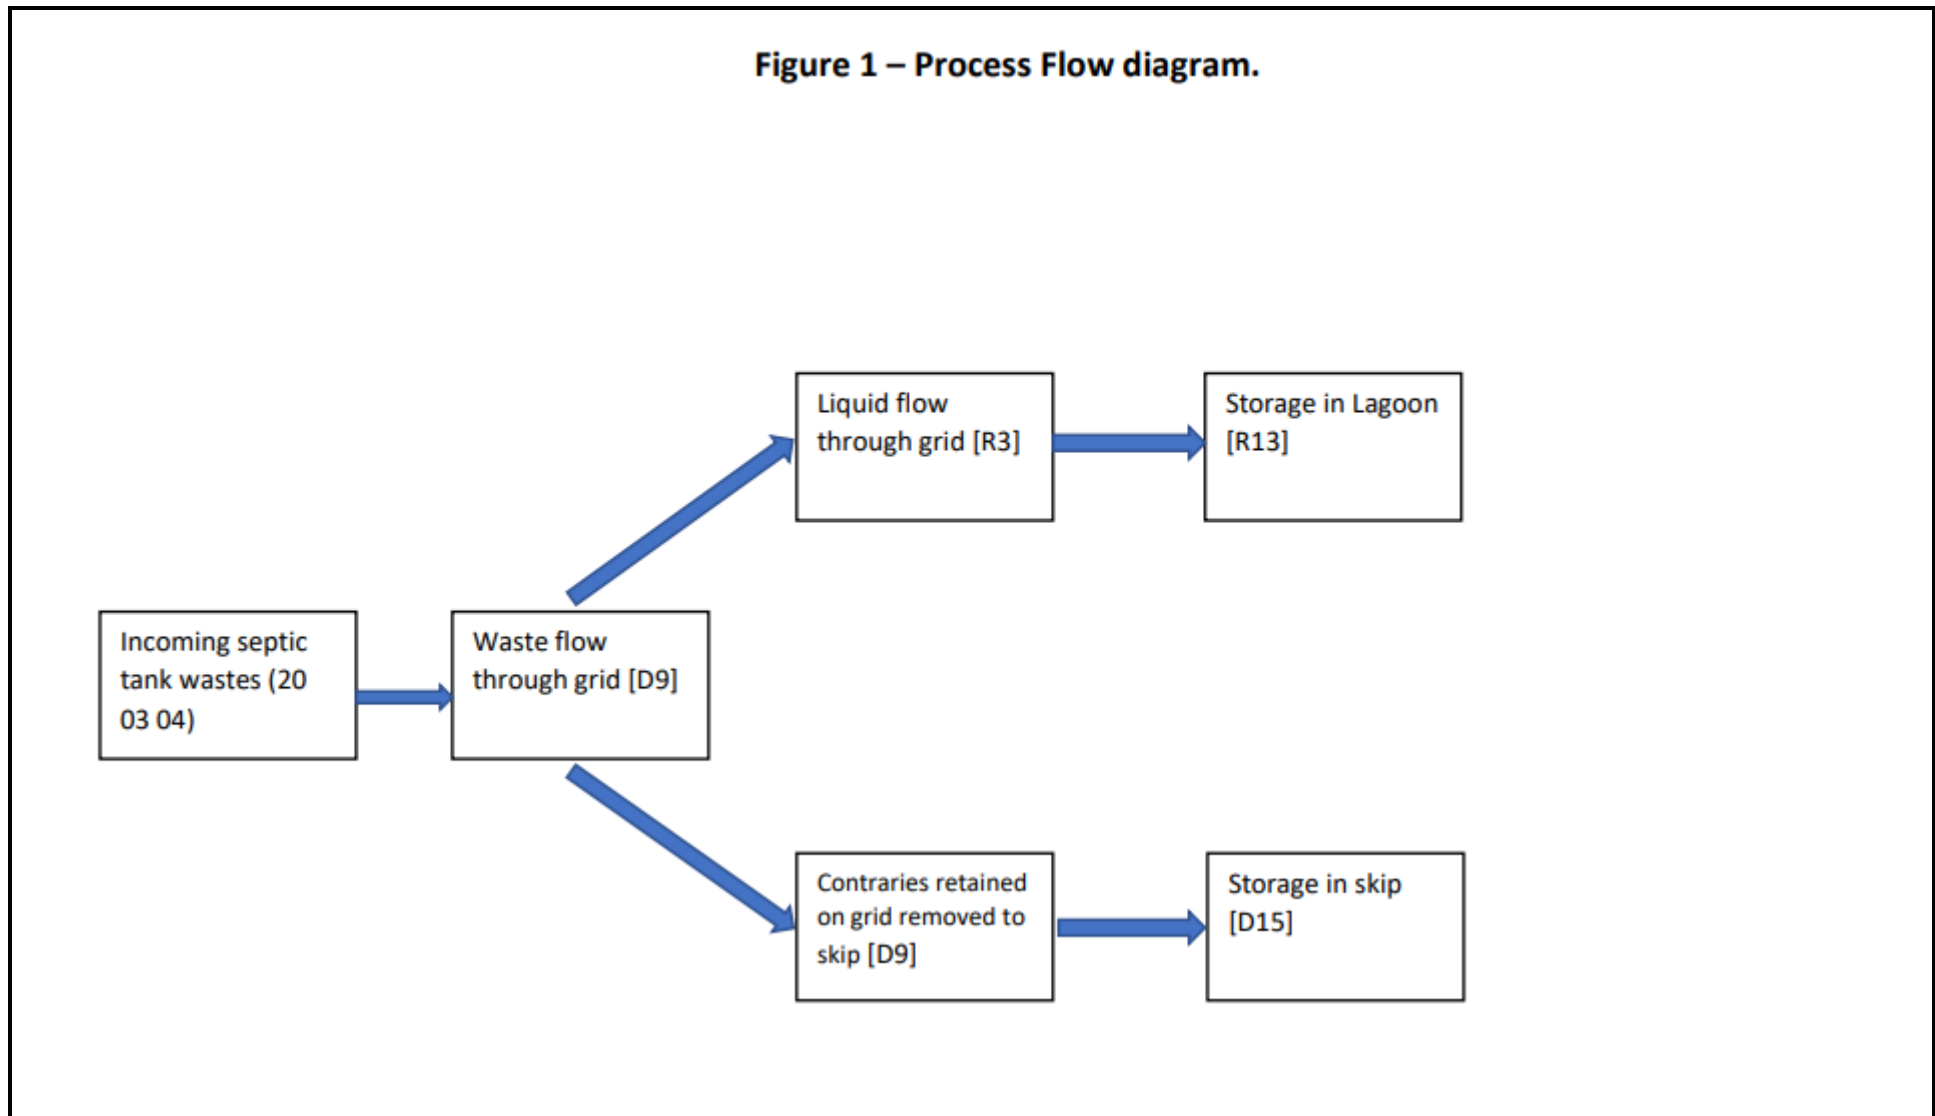 Figure 1 – Process Flow diagram.
Liquid flow
through grid [R3]
Storage in Lagoon
[R13]
Incoming septic
tank wastes (20
03 04)
Waste flow
through grid [D9]
Contraries retained
on grid removed to
skip [D9]
Storage in skip
[D15]